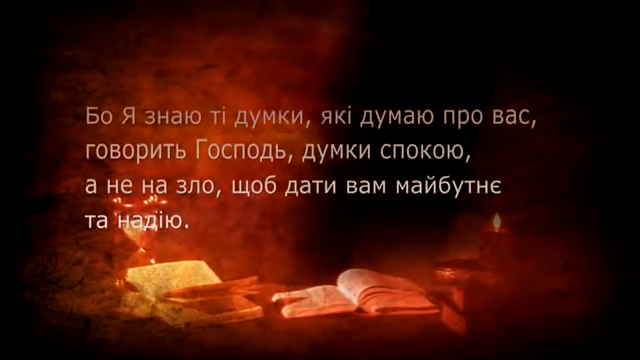 Бо Я знаю ті думки, які думаю про вас,
говорить Господь, думки спокою,
а не на зло, щоб дати вам майбутнє
та надію.